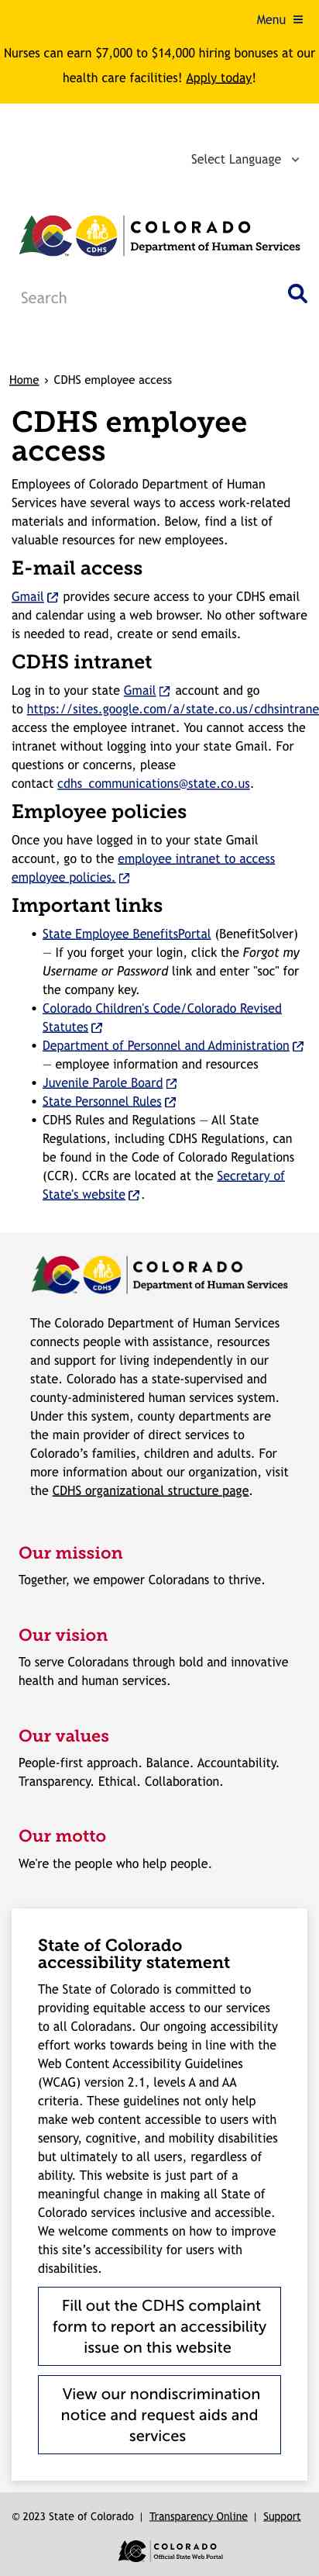 Menu
Nurses can earn $7,000 to $14,000 hiring bonuses at our
health care facilities! Apply today!
Select Language
COLORADO
Department of Human Services
CDHS
Search
Home › CDHS employee access
CDHS employee
access
Employees of Colorado Department of Human
Services have several ways to access work-related
materials and information. Below, find a list of
valuable resources for new employees.
E-mail access
Gmail provides secure access to your CDHS email
and calendar using a web browser. No other software
is needed to read, create or send emails.
CDHS intranet
Log in to your state Gmail account and go
to https://sites.google.com/a/state.co.us/cdhsintrane
access the employee intranet. You cannot access the
intranet without logging into your state Gmail. For
questions or concerns, please
contact cdhs_communications@state.co.us.
Employee policies
Once you have logged in to your state Gmail
account, go to the employee intranet to access
employee policies.
Important links
• State Employee BenefitsPortal (BenefitSolver)
— If you forget your login, click the Forgot my
Username or Password link and enter "soc" for
the company key.
• Colorado Children's Code/Colorado Revised
Statutes
• Department of Personnel and Administration
— employee information and resources
• Juvenile Parole Board
• State Personnel Rules
• CDHS Rules and Regulations — All State
Regulations, including CDHS Regulations, can
be found in the Code of Colorado Regulations
(CCR). CCRs are located at the Secretary of
State's website.
COLORADO
Department of Human Services
CDHS
The Colorado Department of Human Services
connects people with assistance, resources
and support for living independently in our
state. Colorado has a state-supervised and
county-administered human services system.
Under this system, county departments are
the main provider of direct services to
Colorado’s families, children and adults. For
more information about our organization, visit
the CDHS organizational structure page.
Our mission
Together, we empower Coloradans to thrive.
Our vision
To serve Coloradans through bold and innovative
health and human services.
Our values
People-first approach. Balance. Accountability.
Transparency. Ethical. Collaboration.
Our motto
We're the people who help people.
State of Colorado
accessibility statement
The State of Colorado is committed to
providing equitable access to our services
to all Coloradans. Our ongoing accessibility
effort works towards being in line with the
Web Content Accessibility Guidelines
(WCAG) version 2.1, levels A and AA
criteria. These guidelines not only help
make web content accessible to users with
sensory, cognitive, and mobility disabilities
but ultimately to all users, regardless of
ability. This website is just part of a
meaningful change in making all State of
Colorado services inclusive and accessible.
We welcome comments on how to improve
this site’s accessibility for users with
disabilities.
Fill out the CDHS complaint
form to report an accessibility
issue on this website
View our nondiscrimination
notice and request aids and
services
© 2023 State of Colorado | Transparency Online | Support
COLORADO
Official State Web Portal